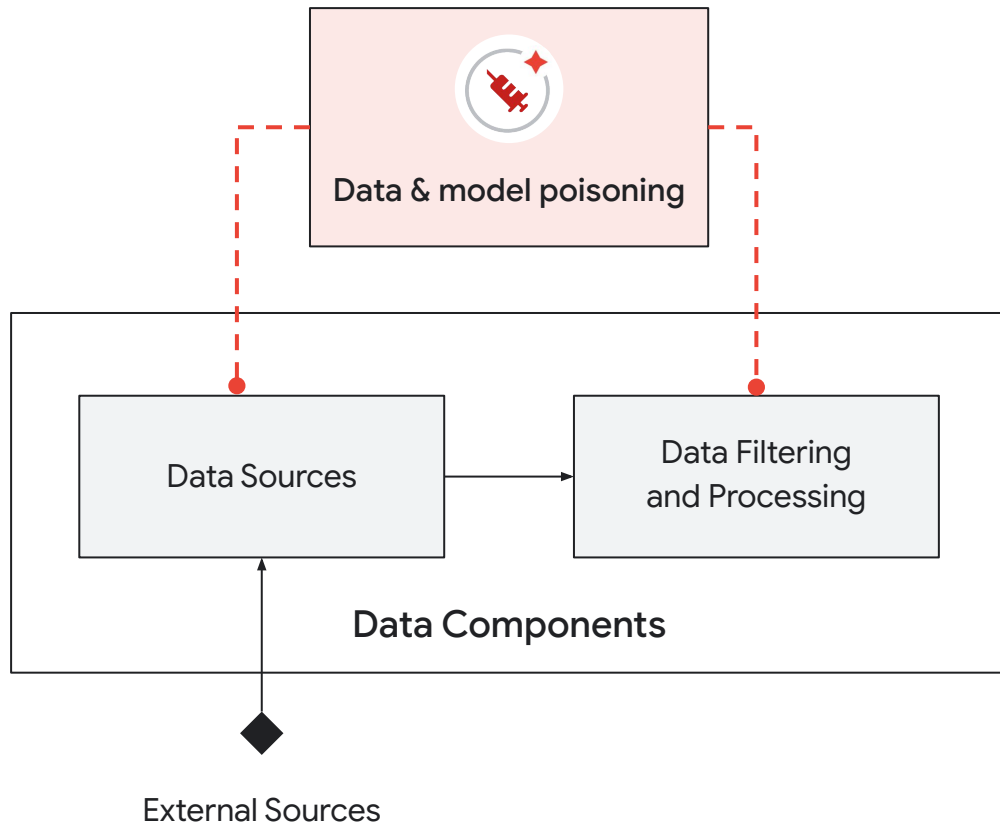 Data & model poisoning
Data Sources
Data Filtering
and Processing
Data Components
External Sources